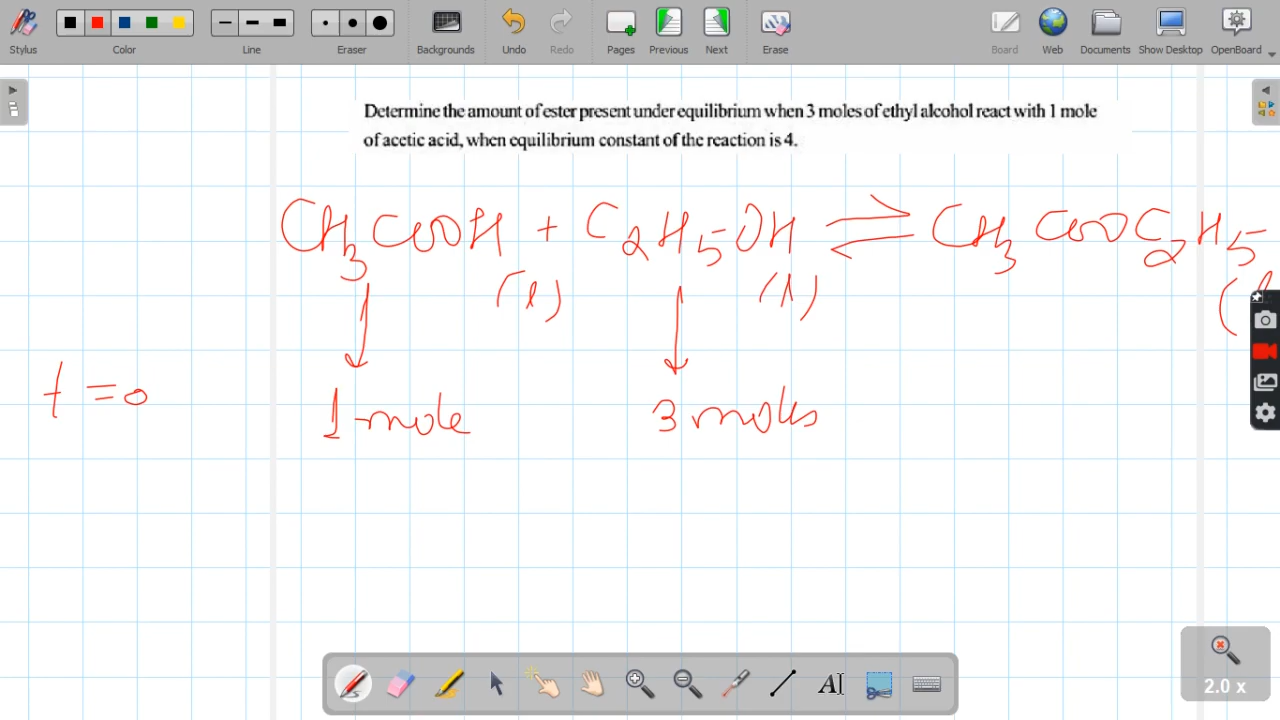 Stylus Color Line Eraser Backgrounds Undo Redo Pages Previous Next Erase Board Web Documents Show Desktop OpenBoard
Determine the amount of ester present under equilibrium when 3 moles of ethyl alcohol react with 1 mole
of acetic acid, when equilibrium constant of the reaction is 4.
CH3COOH + C2H5OH ⇌ CH3COOC2H5
(l) (l) (l
t = 0 1 mole 3 moles
2.0 x